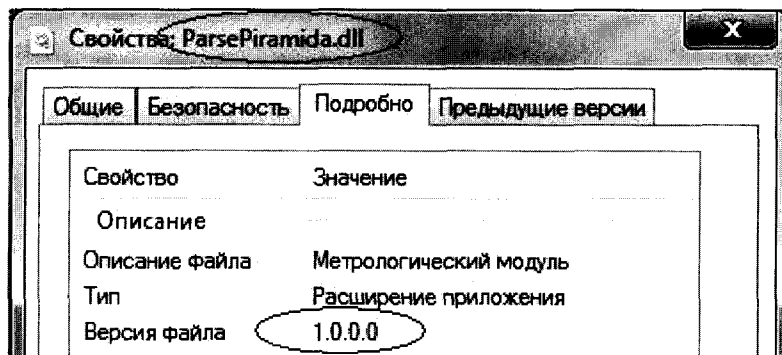 Свойства: ParsePiramida.dll
X
Общие Безопасность Подробно Предыдущие версии
Свойство Значение
Описание
Описание файла Метрологический модуль
Тип Расширение приложения
Версия файла 1.0.0.0